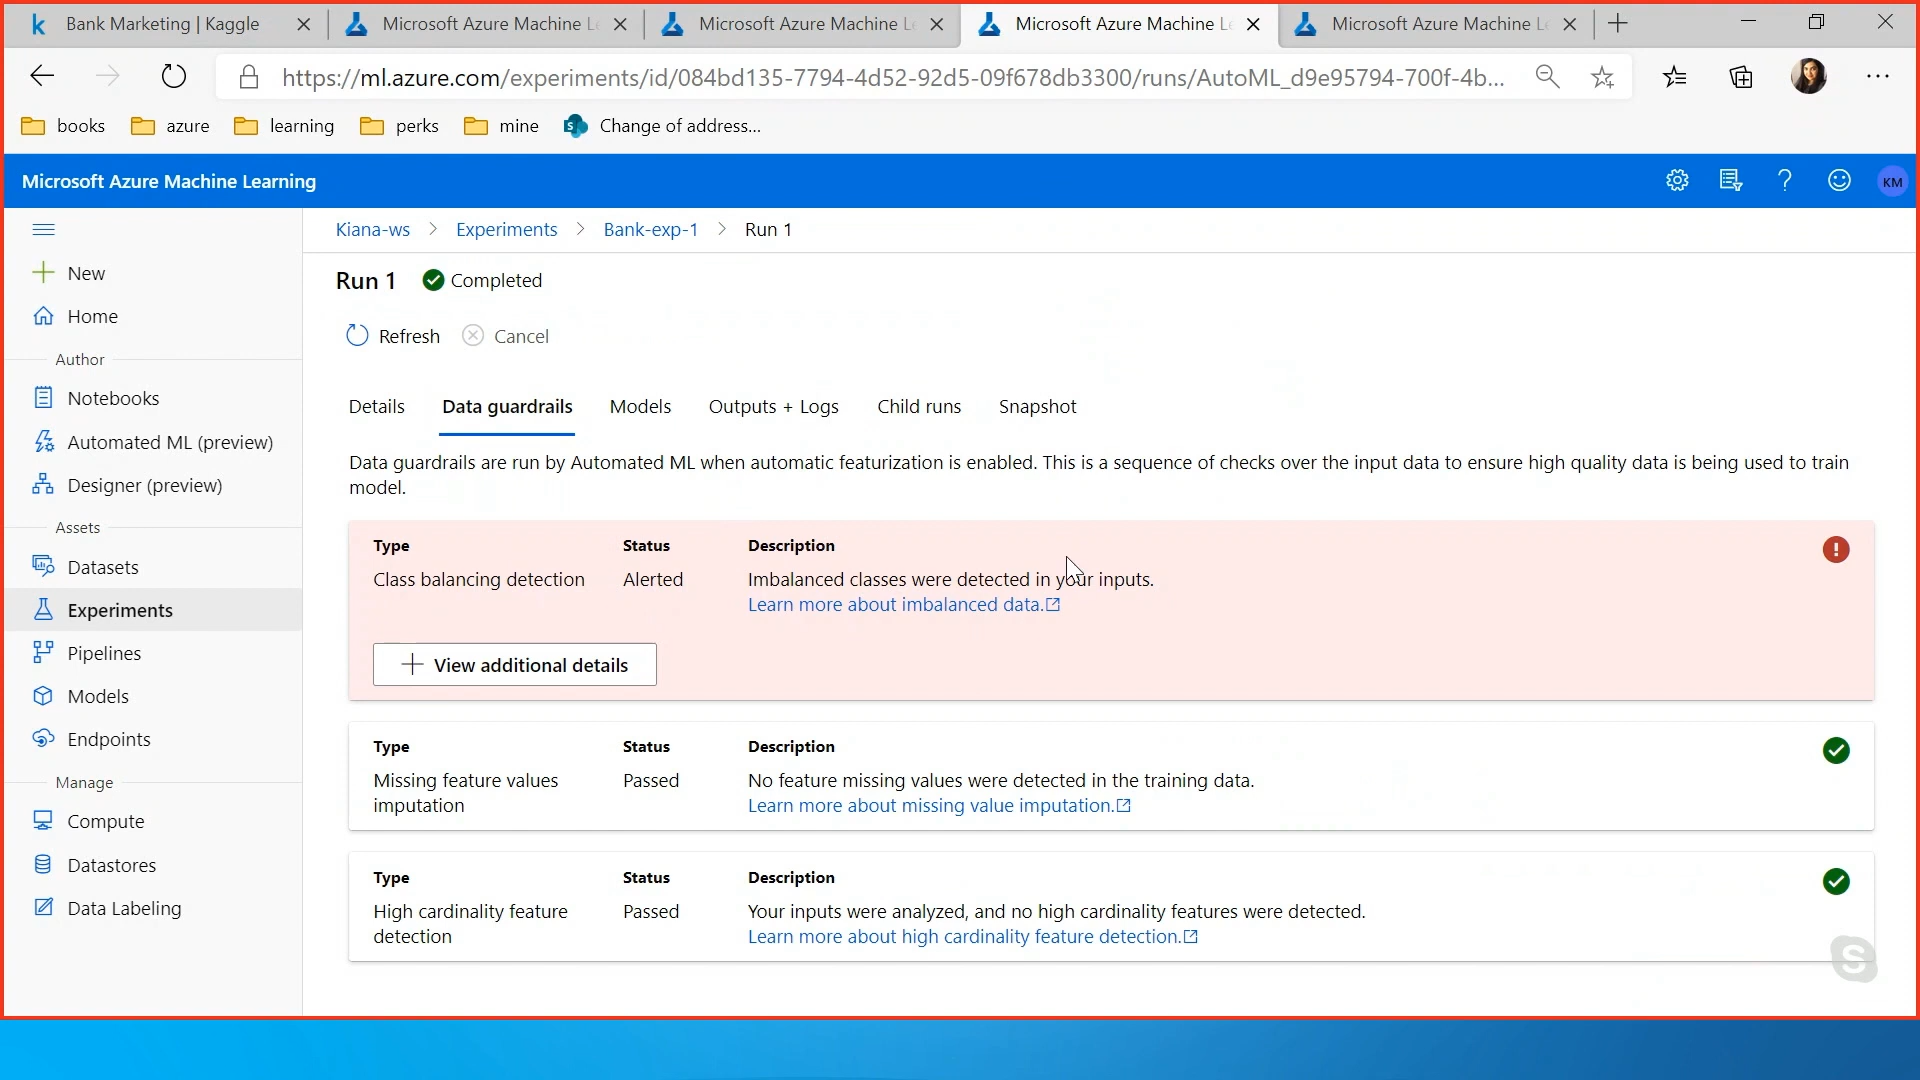 Bank Marketing | Kaggle
Microsoft Azure Machine Le
Microsoft Azure Machine Le
Microsoft Azure Machine Le
Microsoft Azure Machine Le
https://ml.azure.com/experiments/id/084bd135-7794-4d52-92d5-09f678db3300/runs/AutoML_d9e95794-700f-4b...
books azure learning perks mine Change of address...
Microsoft Azure Machine Learning
KM
New
Home
Author
Notebooks
Automated ML (preview)
Designer (preview)
Assets
Datasets
Experiments
Pipelines
Models
Endpoints
Manage
Compute
Datastores
Data Labeling
Kiana-ws > Experiments > Bank-exp-1 > Run 1
Run 1 Completed
Refresh Cancel
Details Data guardrails Models Outputs + Logs Child runs Snapshot
Data guardrails are run by Automated ML when automatic featurization is enabled. This is a sequence of checks over the input data to ensure high quality data is being used to train
model.
Type Status Description
Class balancing detection Alerted Imbalanced classes were detected in your inputs.
Learn more about imbalanced data.
+ View additional details
Type Status Description
Missing feature values Passed No feature missing values were detected in the training data.
imputation Learn more about missing value imputation.
Type Status Description
High cardinality feature Passed Your inputs were analyzed, and no high cardinality features were detected.
detection Learn more about high cardinality feature detection.